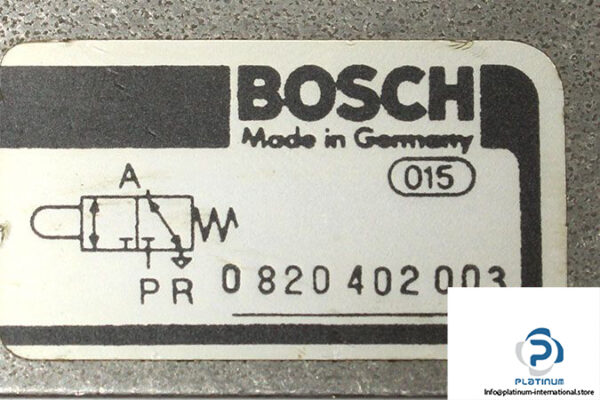 BOSCH
Made in Germany
015
A
P R
0 820 402 003
PLATINUM
Info@platinum-international.store